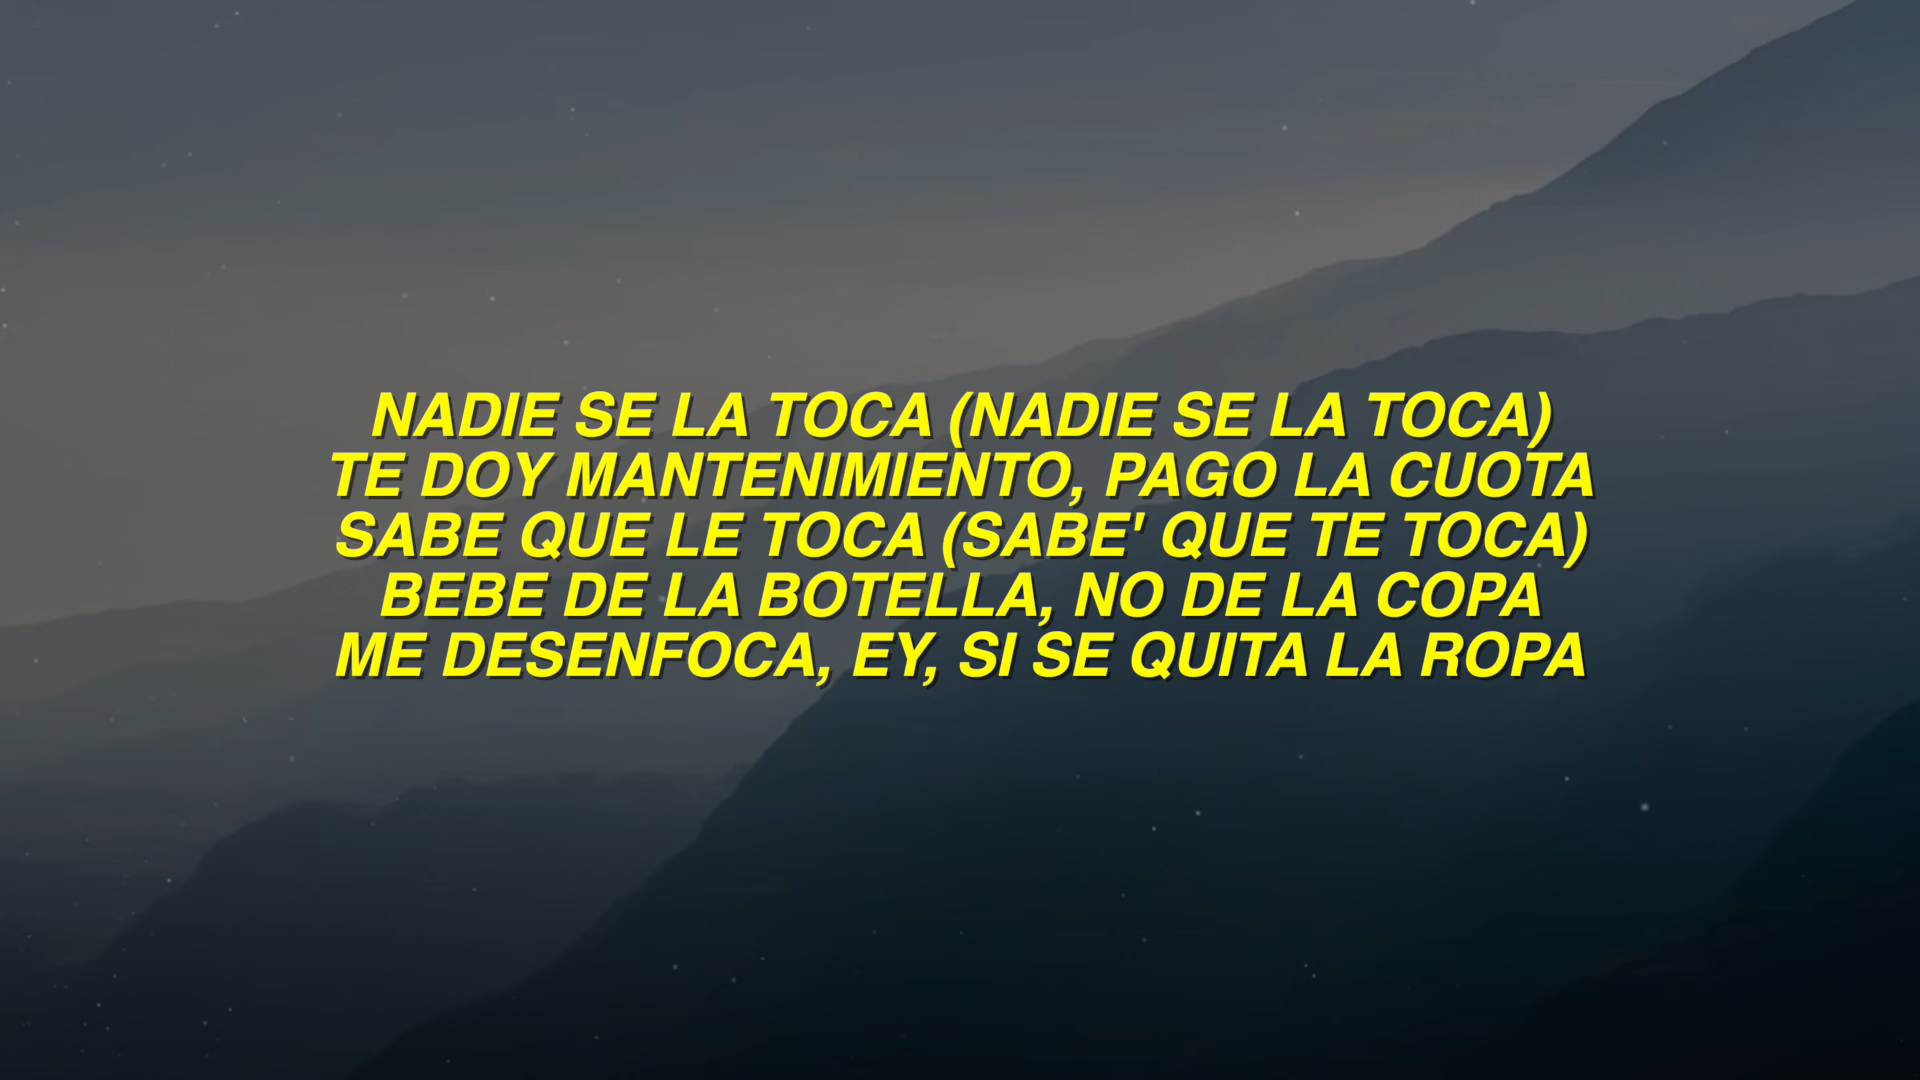 NADIE SE LA TOCA (NADIE SE LA TOCA)
TE DOY MANTENIMIENTO, PAGO LA CUOTA
SABE QUE LE TOCA (SABE' QUE TE TOCA)
BEBE DE LA BOTELLA, NO DE LA COPA
ME DESENFOCA, EY, SI SE QUITA LA ROPA